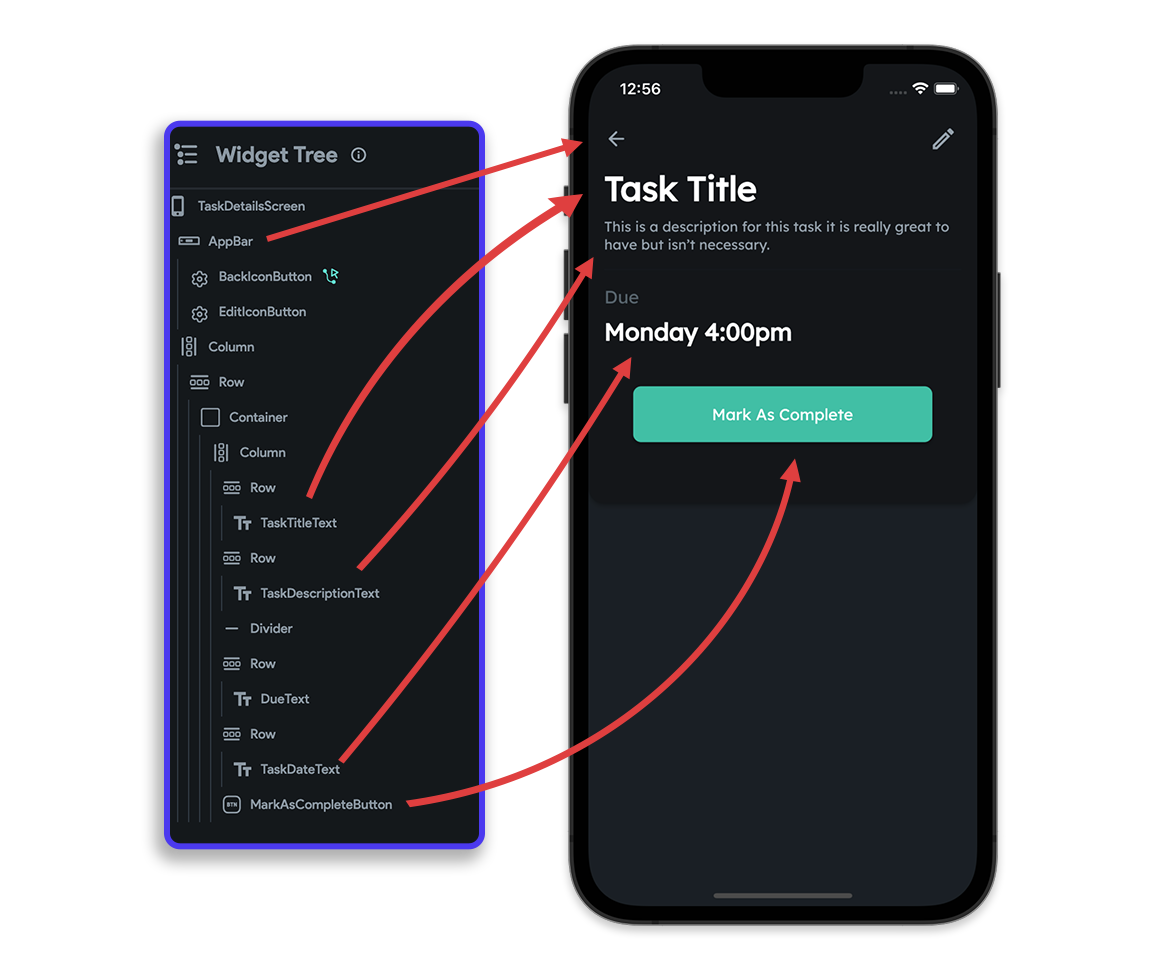 Widget Tree
TaskDetailsScreen
AppBar
BackIconButton
EditIconButton
Column
Row
Container
Column
Row
TaskTitleText
Row
TaskDescriptionText
Divider
Row
DueText
Row
TaskDateText
BTN
MarkAsCompleteButton
12:56
Task Title
This is a description for this task it is really great to
have but isn’t necessary.
Due
Monday 4:00pm
Mark As Complete